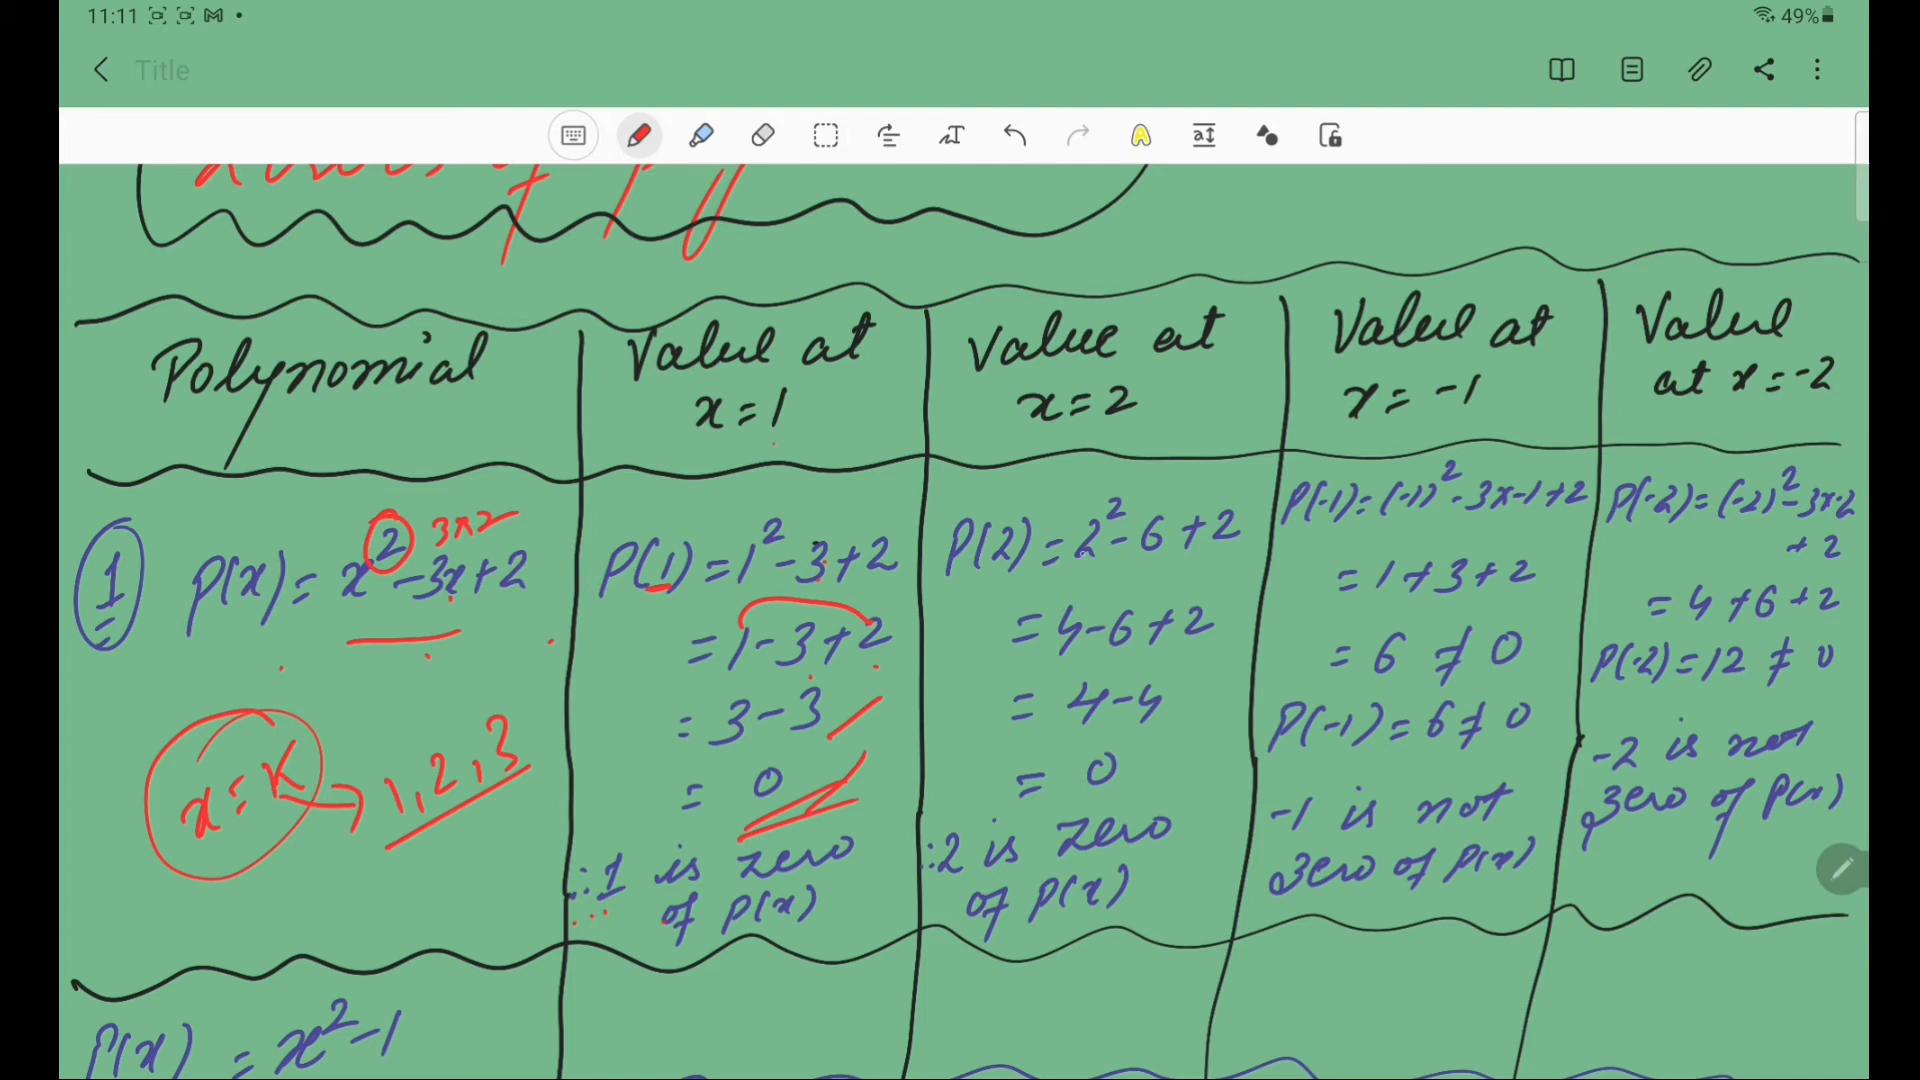 11:11
49%
Title
Polynomial
Value at
x=1
Value at
x=2
Value at
x=-1
Value
at x=-2
1
P(x)=x²-3x+2
3x2
x=K→1,2,3
P(1)=1²-3+2
=1-3+2
=3-3
=0
∴1 is zero
of P(x)
P(2)=2²-6+2
=4-6+2
=4-4
=0
∴2 is zero
of P(x)
P(-1)=(-1)²-3x-1+2
=1+3+2
=6≠0
P(-1)=6≠0
-1 is not
zero of P(x)
P(-2)=(-2)²-3x-2
+2
=4+6+2
P(-2)=12≠0
-2 is not
zero of P(x)
P(x)=x²-1